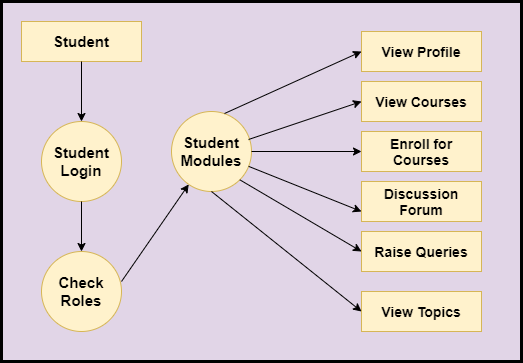 Student
Student
Login
Check
Roles
Student
Modules
View Profile
View Courses
Enroll for
Courses
Discussion
Forum
Raise Queries
View Topics